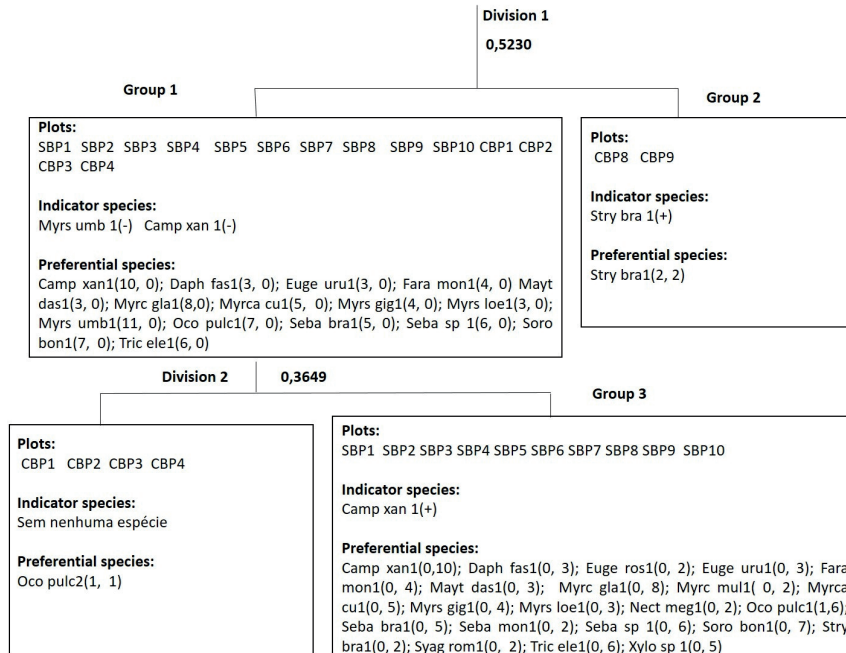 Division 1
0,5230
Group 1
Group 2
Plots:
SBP1 SBP2 SBP3 SBP4 SBP5 SBP6 SBP7 SBP8 SBP9 SBP10 CBP1 CBP2
CBP3 CBP4
Indicator species:
Myrs umb 1(-) Camp xan 1(-)
Preferential species:
Camp xan1(10, 0); Daph fas1(3, 0); Euge uru1(3, 0); Fara mon1(4, 0) Mayt
das1(3, 0); Myrc gla1(8,0); Myrca cu1(5, 0); Myrs gig1(4, 0); Myrs loe1(3, 0);
Myrs umb1(11, 0); Oco pulc1(7, 0); Seba bra1(5, 0); Seba sp 1(6, 0); Soro
bon1(7, 0); Tric ele1(6, 0)
Plots:
CBP8 CBP9
Indicator species:
Stry bra 1(+)
Preferential species:
Stry bra1(2, 2)
Division 2
0,3649
Group 3
Plots:
CBP1 CBP2 CBP3 CBP4
Indicator species:
Sem nenhuma espécie
Preferential species:
Oco pulc2(1, 1)
Plots:
SBP1 SBP2 SBP3 SBP4 SBP5 SBP6 SBP7 SBP8 SBP9 SBP10
Indicator species:
Camp xan 1(+)
Preferential species:
Camp xan1(0,10); Daph fas1(0, 3); Euge ros1(0, 2); Euge uru1(0, 3); Fara
mon1(0, 4); Mayt das1(0, 3); Myrc gla1(0, 8); Myrc mul1( 0, 2); Myrca
cu1(0, 5); Myrs gig1(0, 4); Myrs loe1(0, 3); Nect meg1(0, 2); Oco pulc1(1,6);
Seba bra1(0, 5); Seba mon1(0, 2); Seba sp 1(0, 6); Soro bon1(0, 7); Stry
bra1(0, 2); Syag rom1(0, 2); Tric ele1(0, 6); Xylo sp 1(0, 5)